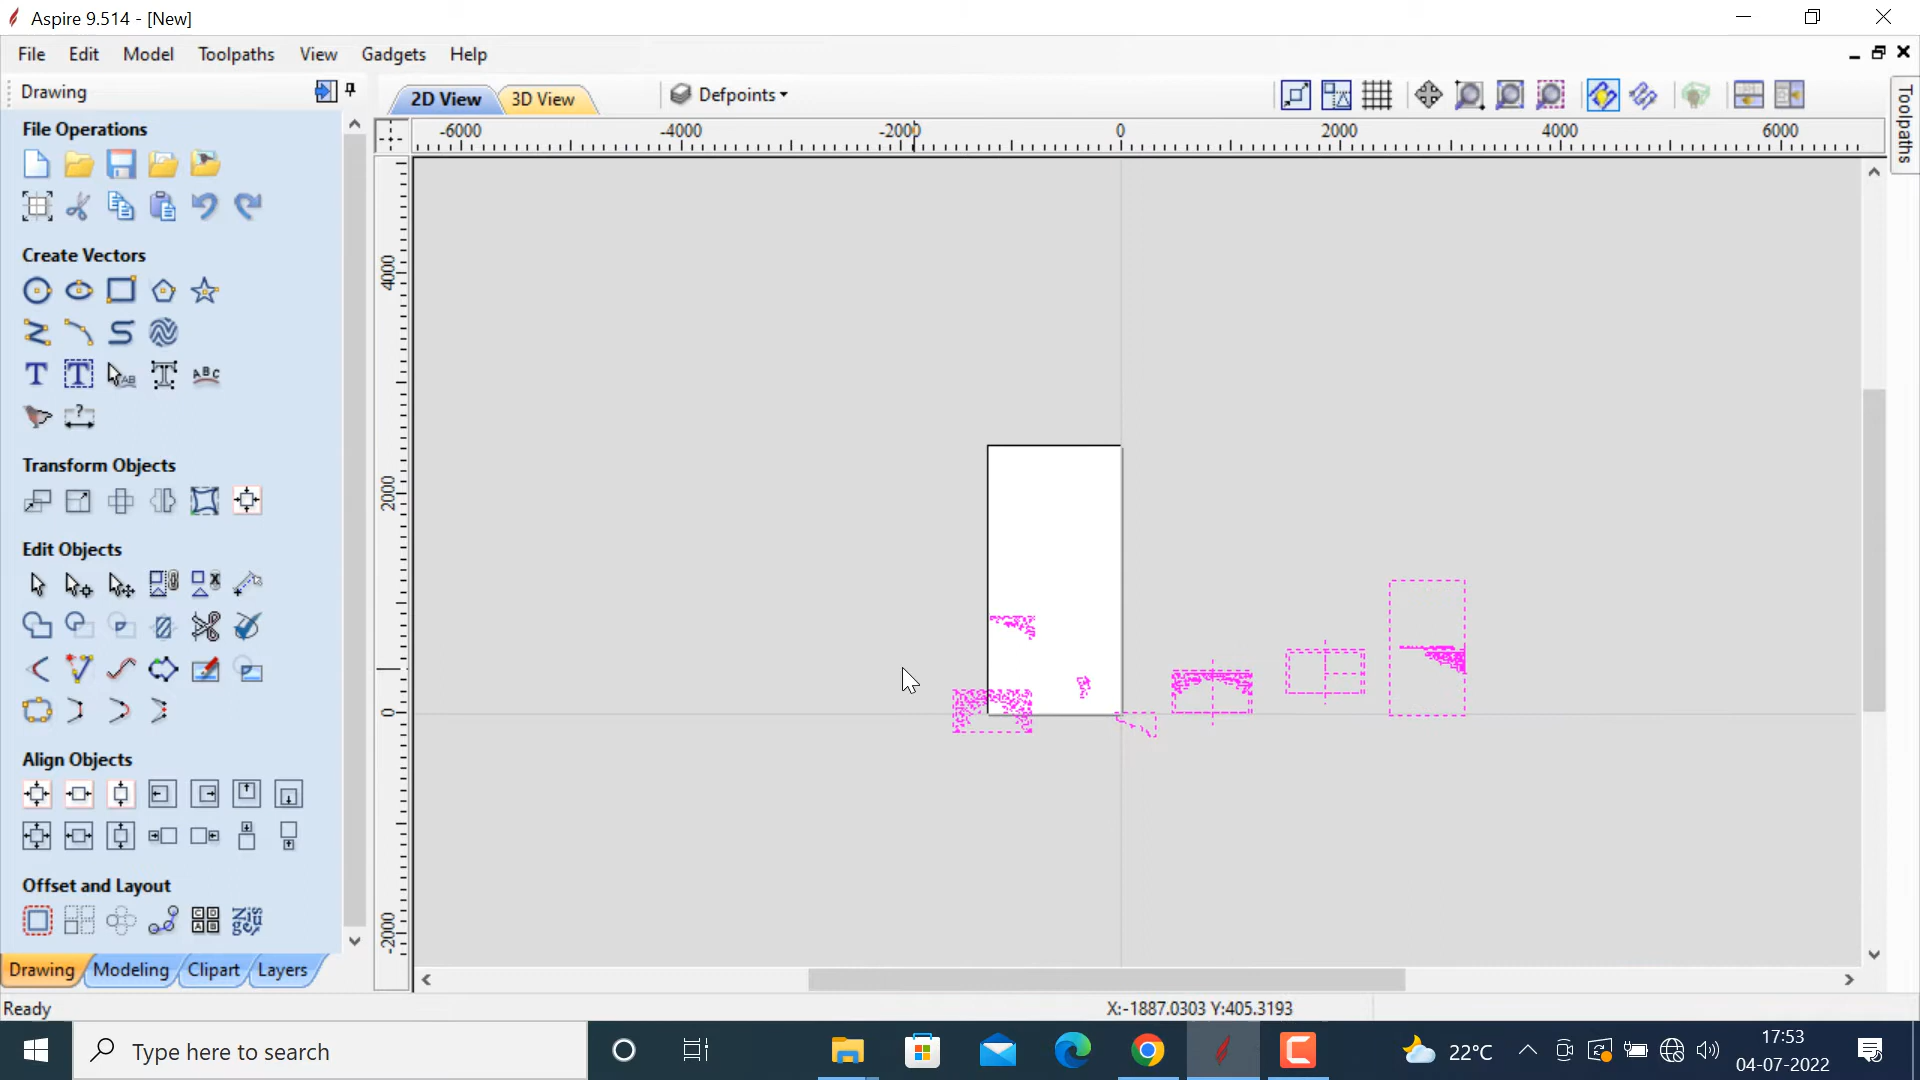 Aspire 9.514 - [New]
File Edit Model Toolpaths View Gadgets Help
Drawing
2D View 3D View Defpoints
Toolpaths
-6000 -4000 -2000 0 2000 4000 6000
File Operations
4000
Create Vectors
2000
Transform Objects
Edit Objects
0
Align Objects
Offset and Layout
-2000
Drawing Modeling Clipart Layers
Ready X:-1887.0303 Y:405.3193
Type here to search
22°C
17:53
04-07-2022